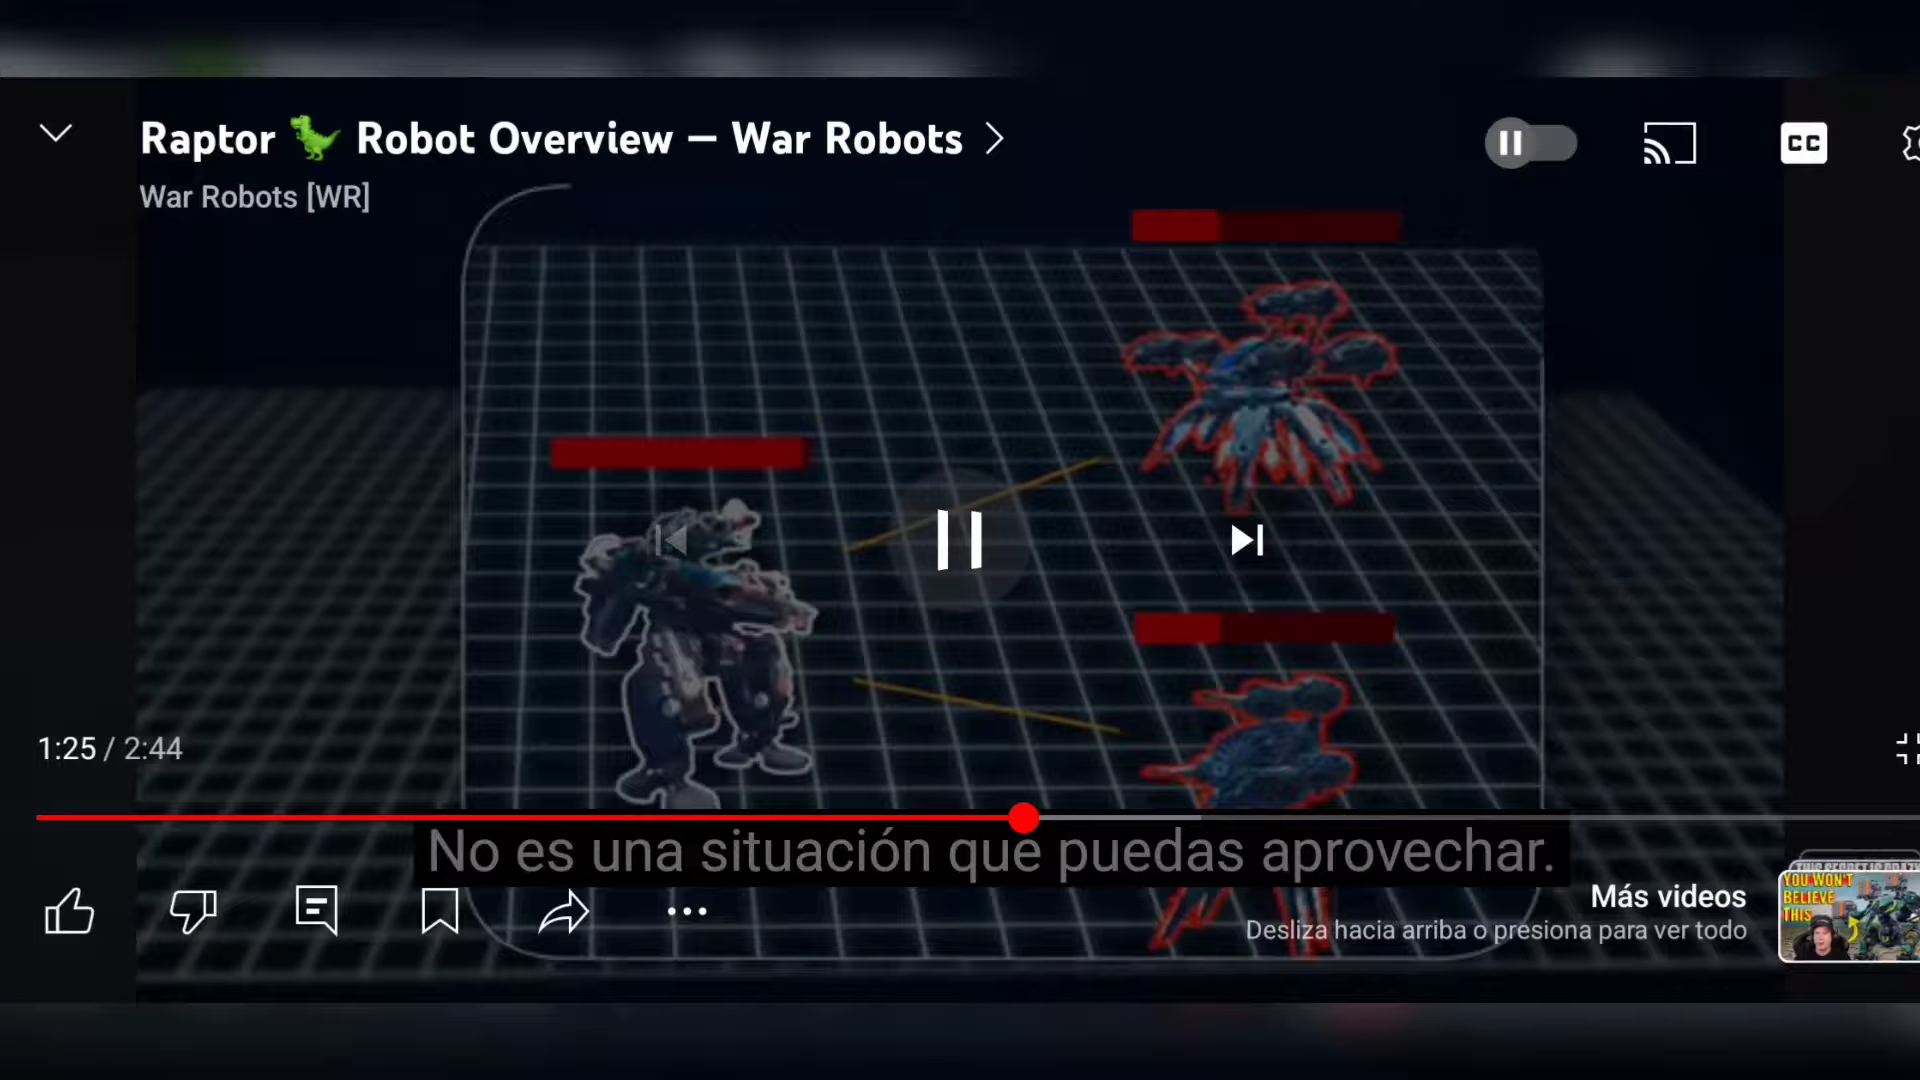 Raptor 🦖 Robot Overview – War Robots
War Robots [WR]
CC
1:25 / 2:44
No es una situación que puedas aprovechar.
Más videos
Desliza hacia arriba o presiona para ver todo
YOU WON'T
BELIEVE
THIS